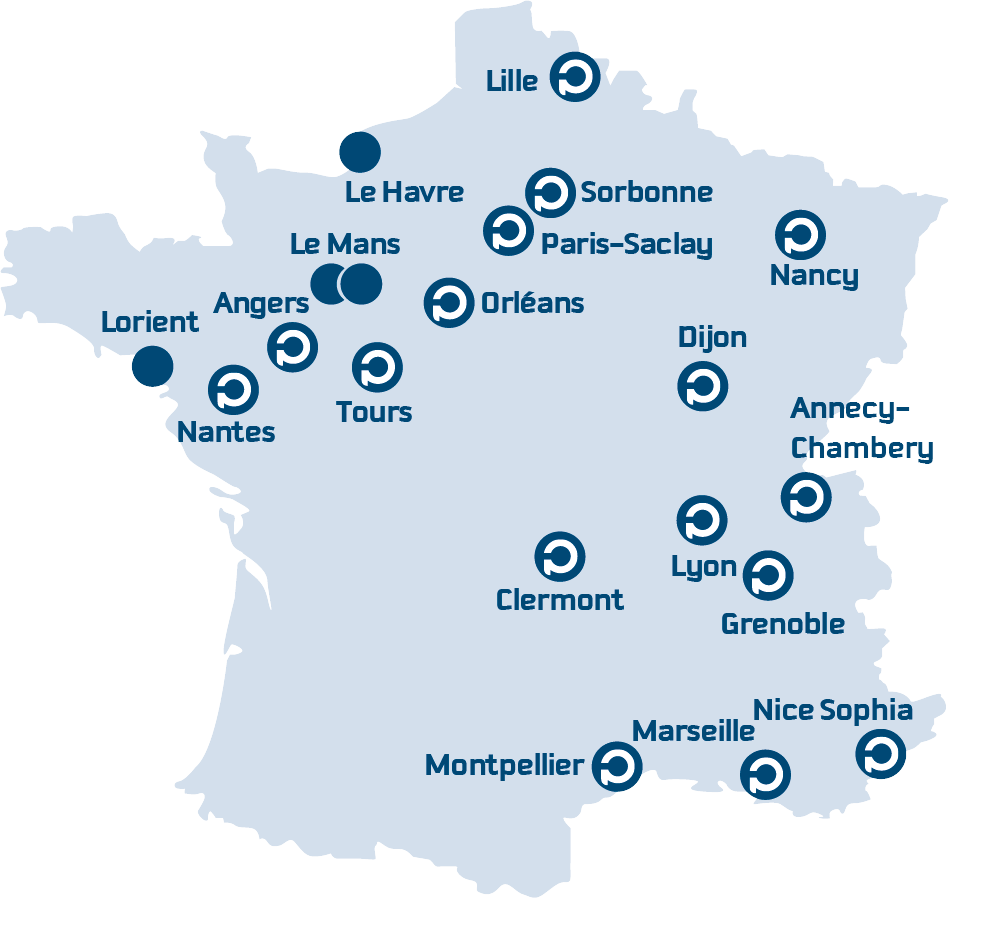 Lille
Le Havre
Sorbonne
Le Mans
Paris-Saclay
Nancy
Angers
Orléans
Lorient
Dijon
Tours
Nantes
Annecy-
Chambery
Lyon
Clermont
Grenoble
Nice Sophia
Marseille
Montpellier